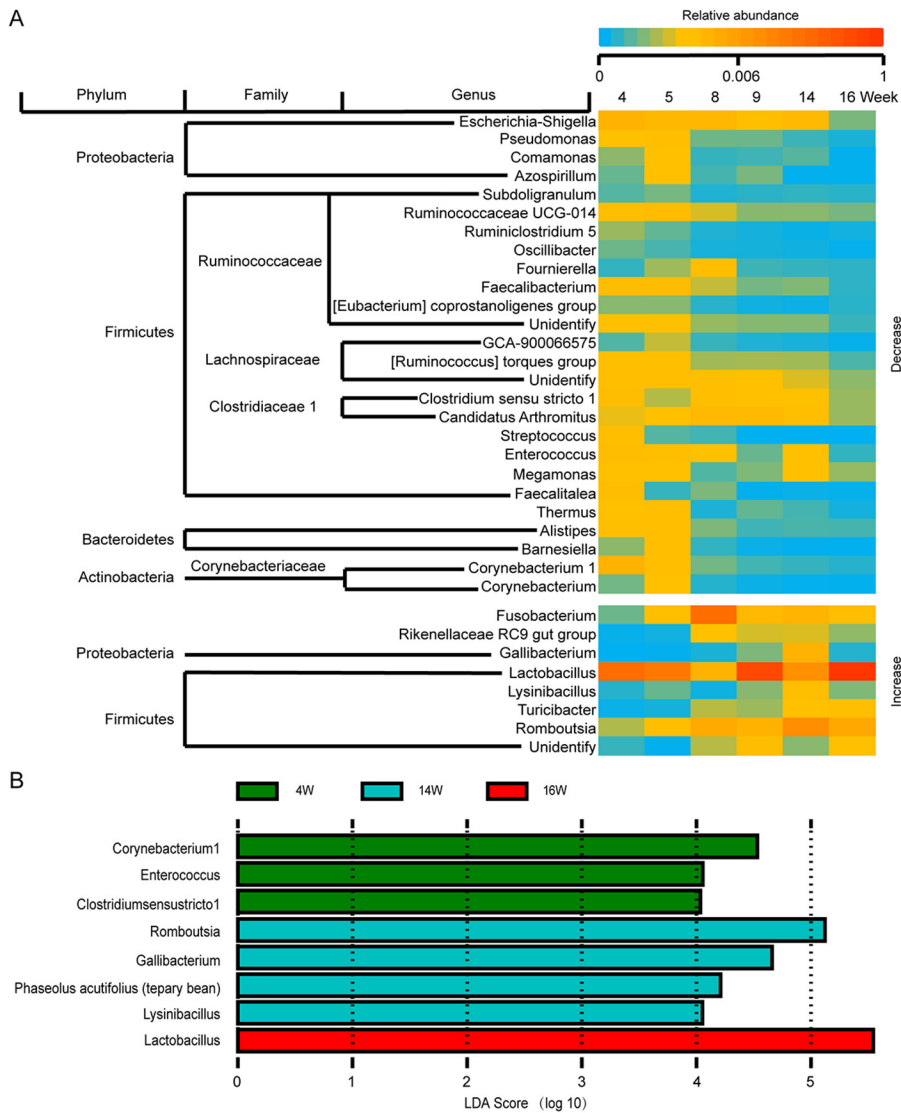 A
Relative abundance
0 0.006 1
Phylum Family Genus 4 5 8 9 14 16 Week
Escherichia-Shigella
Pseudomonas
Proteobacteria
Comamonas
Azospirillum
Subdoligranulum
Ruminococcaceae UCG-014
Ruminiclostridium 5
Oscillibacter
Ruminococcaceae
Fournierella
Faecalibacterium
[Eubacterium] coprostanoligenes group
Firmicutes
Unidentify
GCA-900066575
Lachnospiraceae
[Ruminococcus] torques group
Unidentify
Clostridium sensu stricto 1
Clostridiaceae 1
Candidatus Arthromitus
Streptococcus
Enterococcus
Megamonas
Faecalitalea
Thermus
Alistipes
Bacteroidetes
Barnesiella
Corynebacteriaceae
Corynebacterium 1
Actinobacteria
Corynebacterium
Decrease
Fusobacterium
Rikenellaceae RC9 gut group
Proteobacteria
Gallibacterium
Lactobacillus
Lysinibacillus
Firmicutes
Turicibacter
Romboutsia
Unidentify
Increase
B
4W 14W 16W
Corynebacterium1
Enterococcus
Clostridiumsensustricto1
Romboutsia
Gallibacterium
Phaseolus acutifolius (tepary bean)
Lysinibacillus
Lactobacillus
0 1 2 3 4 5
LDA Score （log 10）